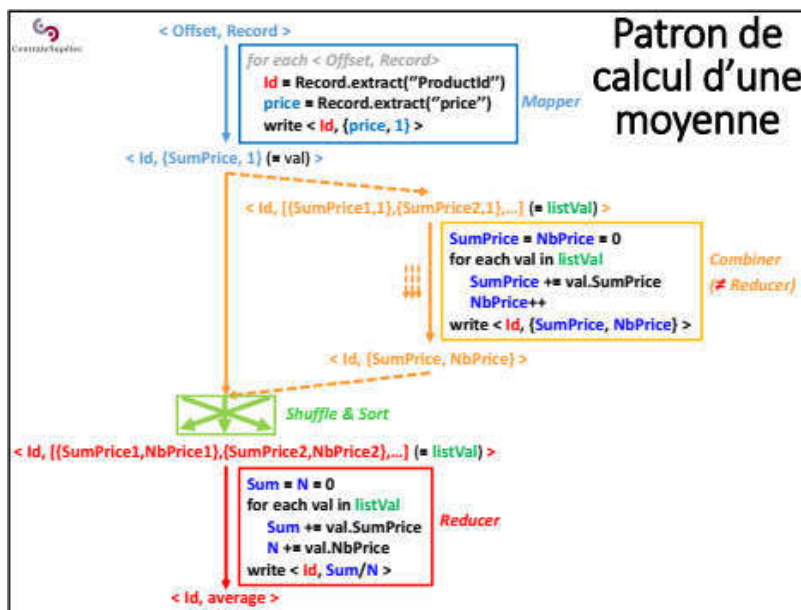 CentraleSupélec
Patron de
calcul d'une
moyenne
< Offset, Record >
for each < Offset, Record>
Id = Record.extract("ProductId")
price = Record.extract("price")
write < Id, {price, 1} >
Mapper
< Id, {SumPrice, 1} (= val) >
< Id, [{SumPrice1,1},{SumPrice2,1},…] (= listVal) >
SumPrice = NbPrice = 0
for each val in listVal
SumPrice += val.SumPrice
NbPrice++
write < Id, {SumPrice, NbPrice} >
Combiner
(≠ Reducer)
< Id, {SumPrice, NbPrice} >
Shuffle & Sort
< Id, [{SumPrice1,NbPrice1},{SumPrice2,NbPrice2},…] (= listVal) >
Sum = N = 0
for each val in listVal
Sum += val.SumPrice
N += val.NbPrice
write < Id, Sum/N >
Reducer
< Id, average >